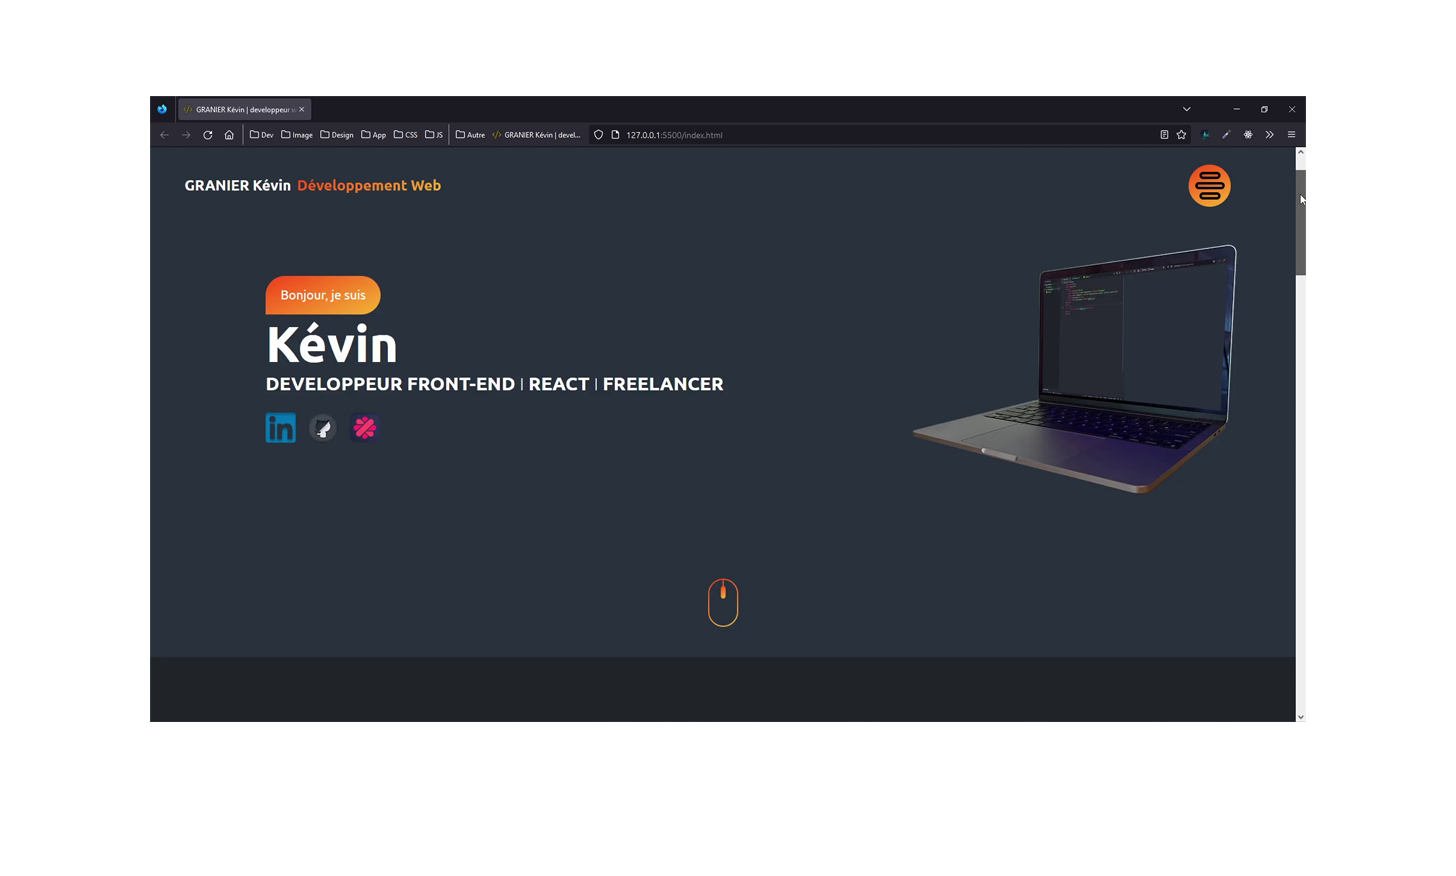 GRANIER Kévin | developpeur w
Dev Image Design App CSS JS Autre GRANIER Kévin | devel... 127.0.0.1:5500/index.html
GRANIER Kévin Développement Web
Bonjour, je suis
Kévin
DEVELOPPEUR FRONT-END | REACT | FREELANCER
in